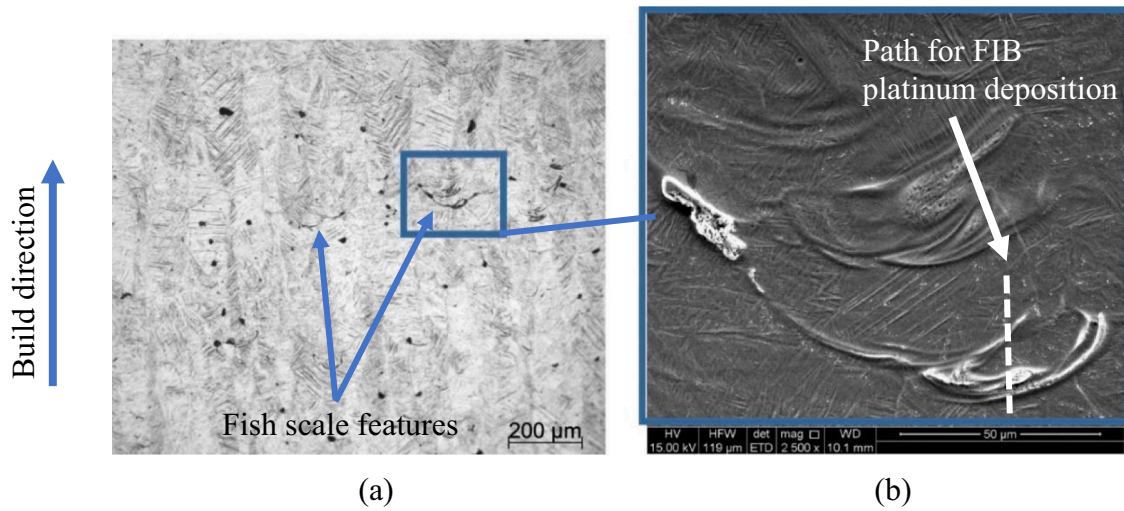 Build direction
Fish scale features
200 µm
(a)
Path for FIB
platinum deposition
HV HFW det mag □ WD
15.00 kV 119 µm ETD 2 500 x 10.1 mm
50 µm
(b)